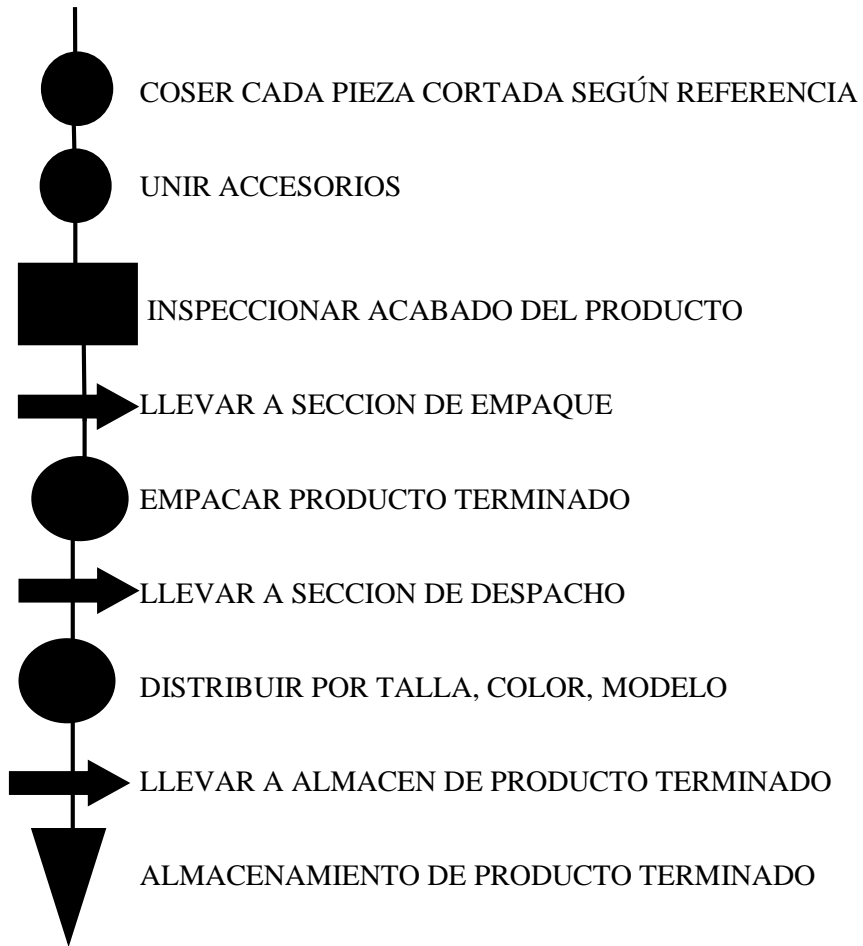 COSER CADA PIEZA CORTADA SEGÚN REFERENCIA
UNIR ACCESORIOS
INSPECCIONAR ACABADO DEL PRODUCTO
LLEVAR A SECCION DE EMPAQUE
EMPACAR PRODUCTO TERMINADO
LLEVAR A SECCION DE DESPACHO
DISTRIBUIR POR TALLA, COLOR, MODELO
LLEVAR A ALMACEN DE PRODUCTO TERMINADO
ALMACENAMIENTO DE PRODUCTO TERMINADO